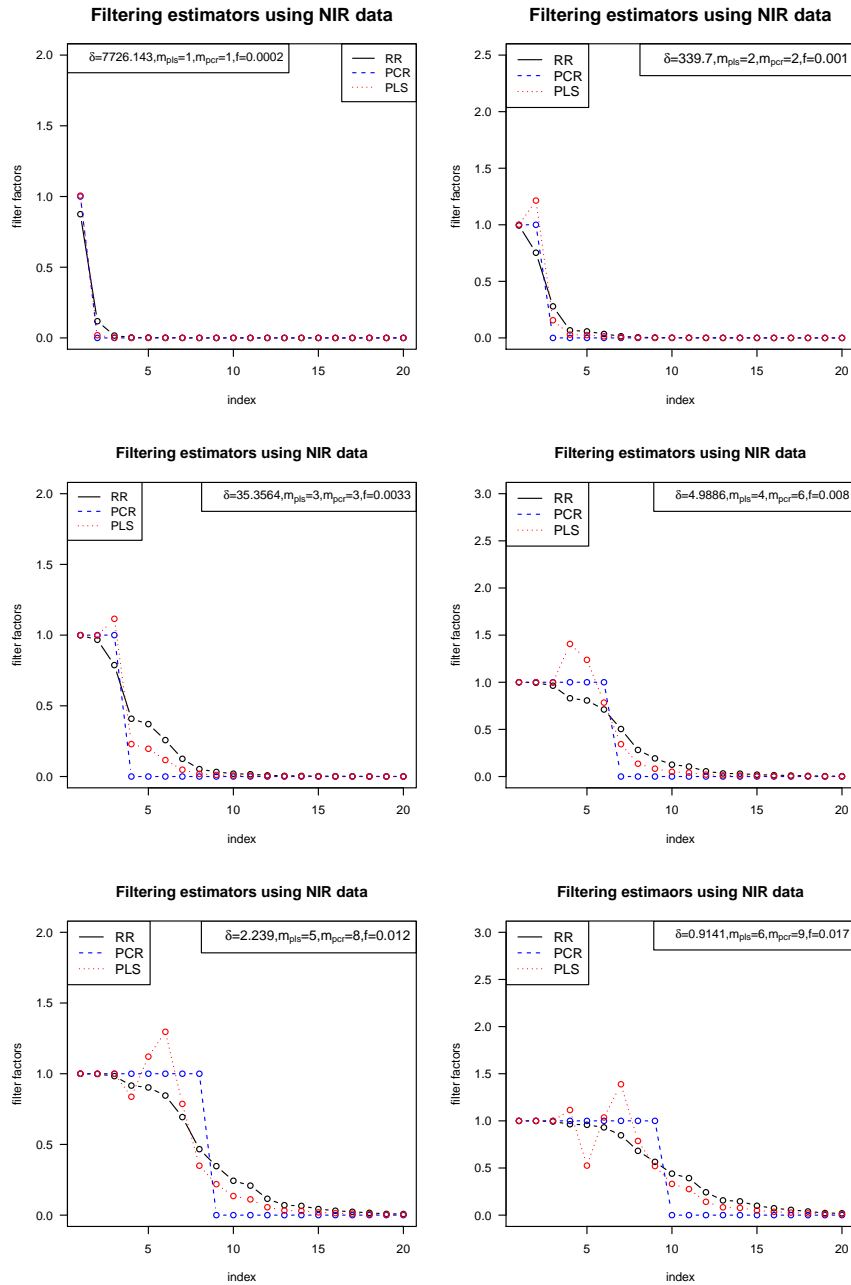 Filtering estimators using NIR data
δ=7726.143,mpls=1,mpcr=1,f=0.0002
RR
PCR
PLS
2.0
1.5
1.0
0.5
0.0
filter factors
5 10 15 20
index
Filtering estimators using NIR data
RR
PCR
PLS
δ=339.7,mpls=2,mpcr=2,f=0.001
2.5
2.0
1.5
1.0
0.5
0.0
filter factors
5 10 15 20
index
Filtering estimators using NIR data
RR
PCR
PLS
δ=35.3564,mpls=3,mpcr=3,f=0.0033
2.0
1.5
1.0
0.5
0.0
filter factors
5 10 15 20
index
Filtering estimators using NIR data
RR
PCR
PLS
δ=4.9886,mpls=4,mpcr=6,f=0.008
3.0
2.5
2.0
1.5
1.0
0.5
0.0
filter factors
5 10 15 20
index
Filtering estimators using NIR data
RR
PCR
PLS
δ=2.239,mpls=5,mpcr=8,f=0.012
2.0
1.5
1.0
0.5
0.0
filter factors
5 10 15 20
index
Filtering estimaors using NIR data
RR
PCR
PLS
δ=0.9141,mpls=6,mpcr=9,f=0.017
3.0
2.5
2.0
1.5
1.0
0.5
0.0
filter factors
5 10 15 20
index